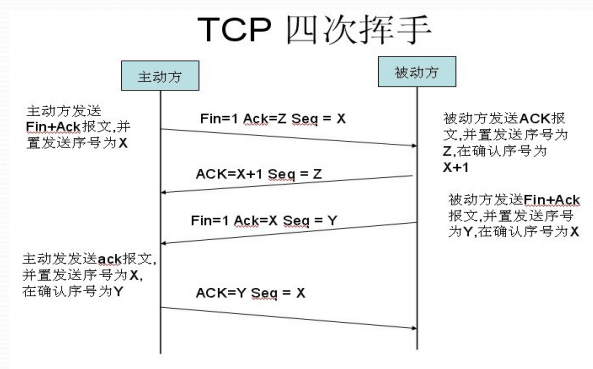 TCP 四次挥手
主动方
被动方
主动方发送
Fin+Ack报文,并
置发送序号为X
Fin=1 Ack=Z Seq = X
被动方发送ACK报
文,并置发送序号为
Z,在确认序号为
X+1
ACK=X+1 Seq = Z
被动方发送Fin+Ack
报文,并置发送序号
为Y,在确认序号为X
Fin=1 Ack=X Seq = Y
主动发发送ack报文,
并置发送序号为X,
在确认序号为Y
ACK=Y Seq = X